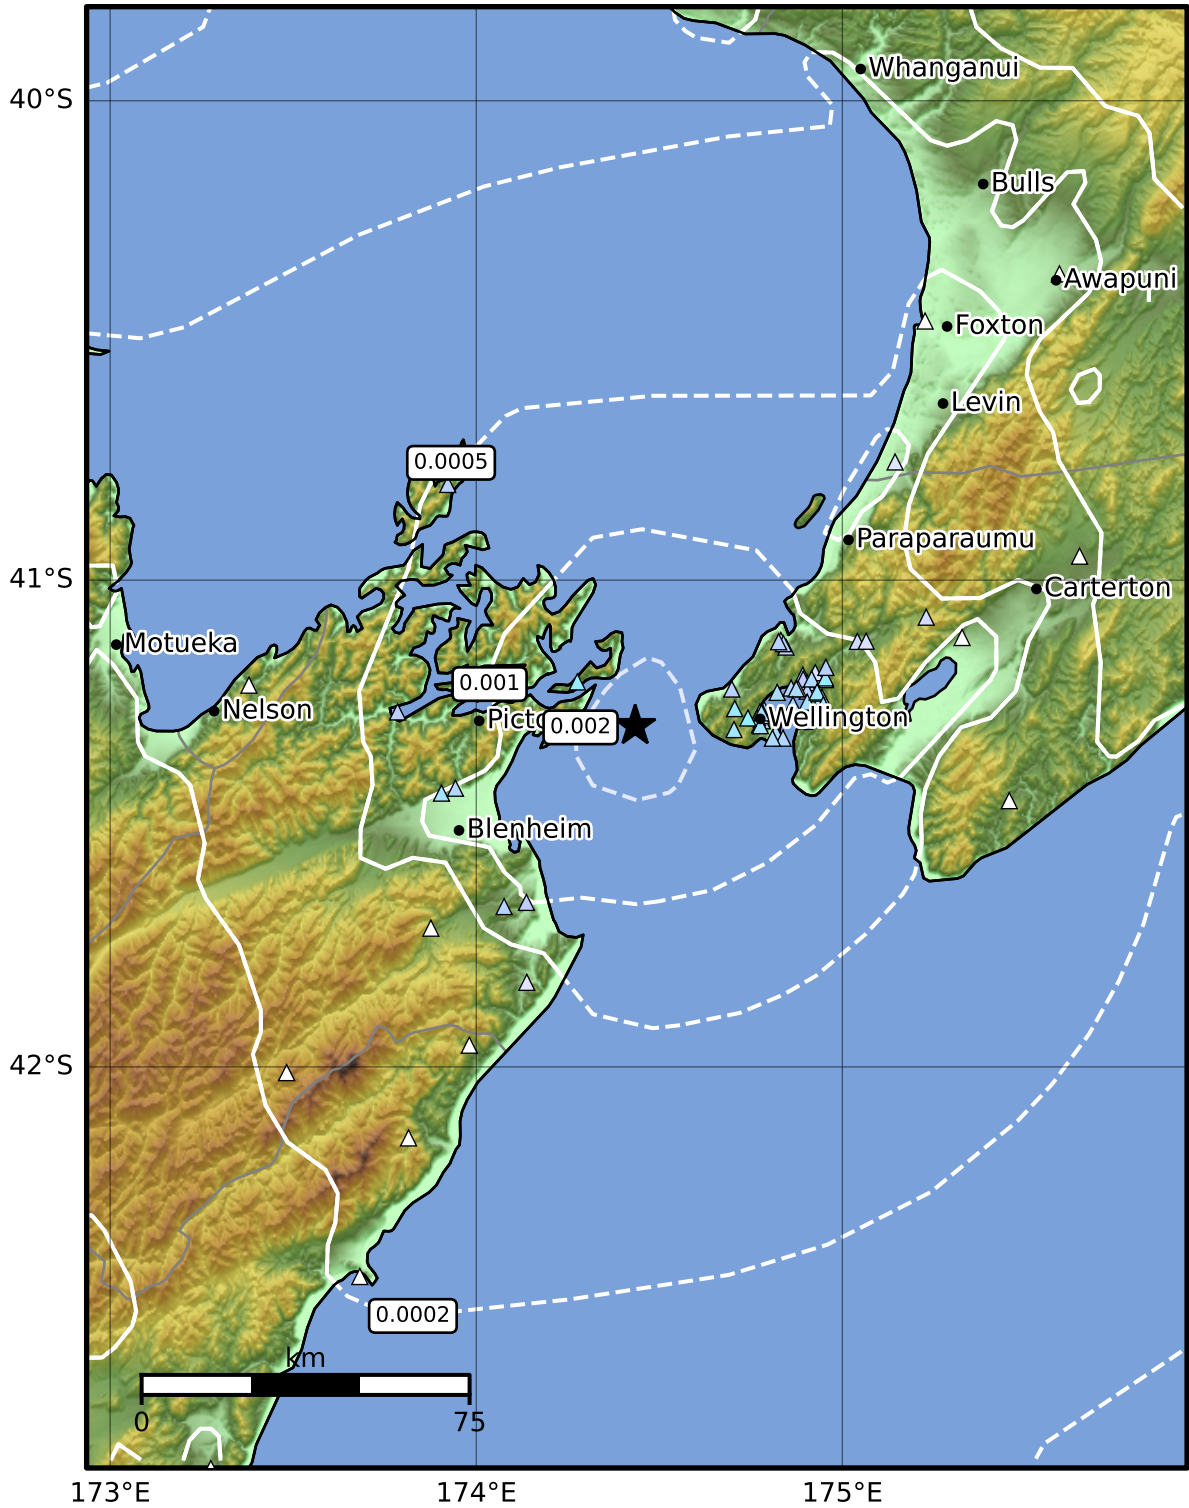 Whanganui
40°S
Bulls
Awapuni
Foxton
Levin
0.0005
Paraparaumu
41°S
Carterton
Motueka
0.001
Nelson
Picto
0.002
Wellington
Blenheim
42°S
0.0002
km
0
75
173°E
174°E
175°E